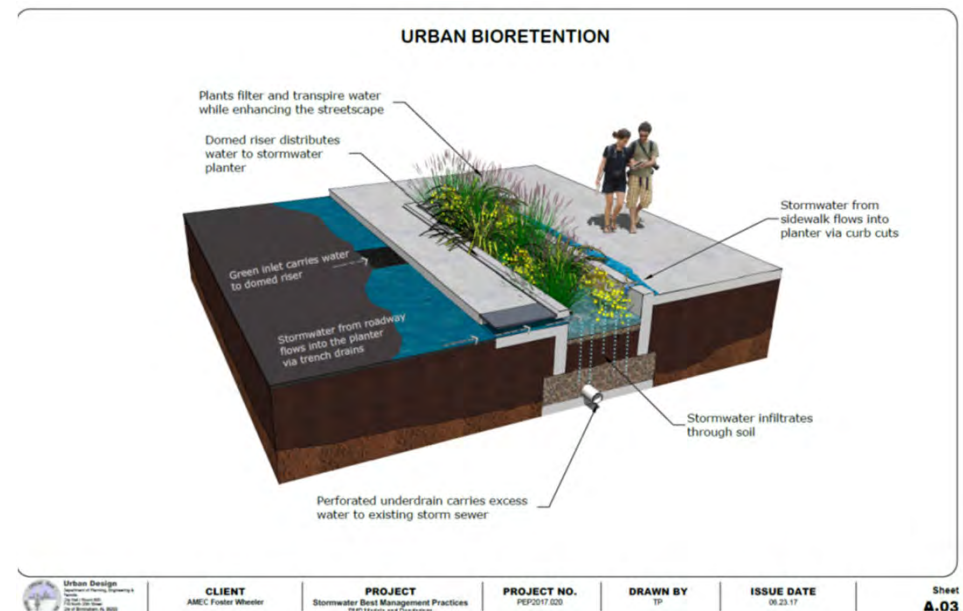 URBAN BIORETENTION
Plants filter and transpire water
while enhancing the streetscape
Domed riser distributes
water to stormwater
planter
Stormwater from
sidewalk flows into
planter via curb cuts
Green inlet carries water
to domed riser
Stormwater from roadway
flows into the planter
via trench drains
Stormwater infiltrates
through soil
Perforated underdrain carries excess
water to existing storm sewer
Urban Design
CLIENT
AMEC Foster Wheeler
PROJECT
Stormwater Best Management Practices
PROJECT NO.
PEP2017.020
DRAWN BY
TP
ISSUE DATE
06.23.17
Sheet
A.03